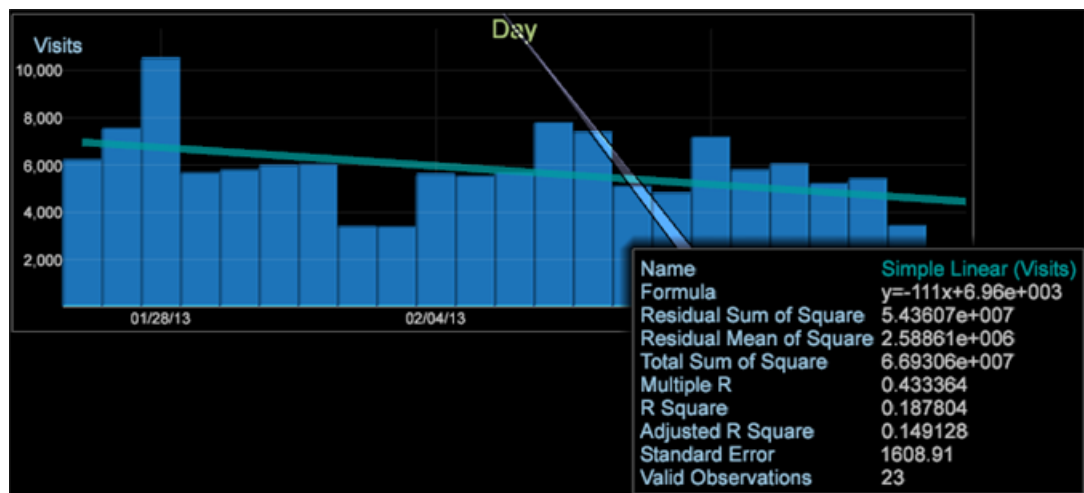 Day
Visits
10,000
8,000
6,000
4,000
2,000
01/28/13
02/04/13
Name Simple Linear (Visits)
Formula y=-111x+6.96e+003
Residual Sum of Square 5.43607e+007
Residual Mean of Square 2.58861e+006
Total Sum of Square 6.69306e+007
Multiple R 0.433364
R Square 0.187804
Adjusted R Square 0.149128
Standard Error 1608.91
Valid Observations 23